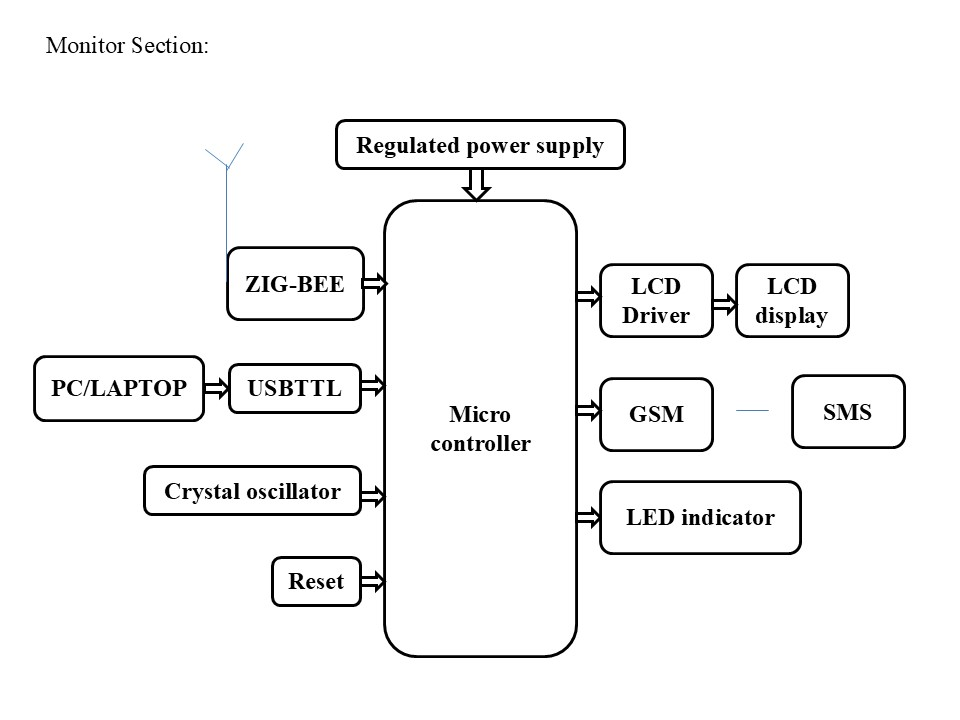 Monitor Section:
Regulated power supply
ZIG-BEE
LCD
Driver
LCD
display
PC/LAPTOP
USBTTL
Micro
controller
GSM
SMS
Crystal oscillator
LED indicator
Reset